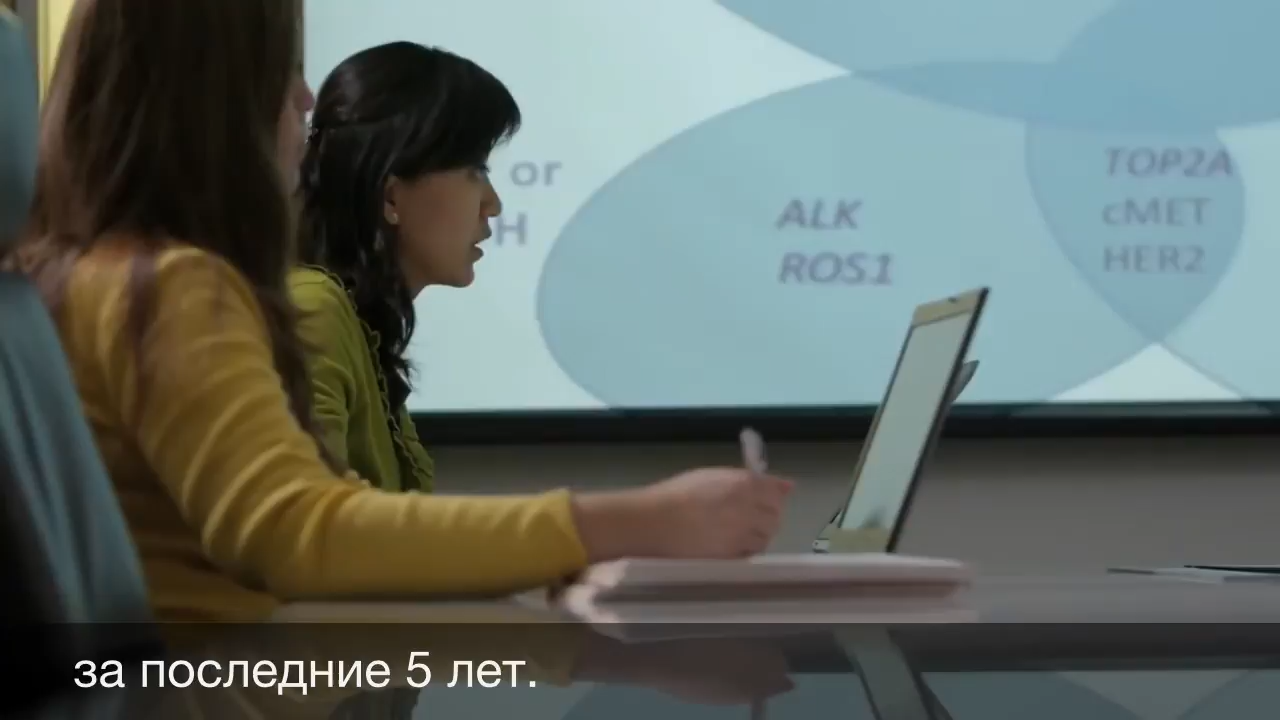 or
H
ALK
ROS1
TOP2A
cMET
HER2
за последние 5 лет.